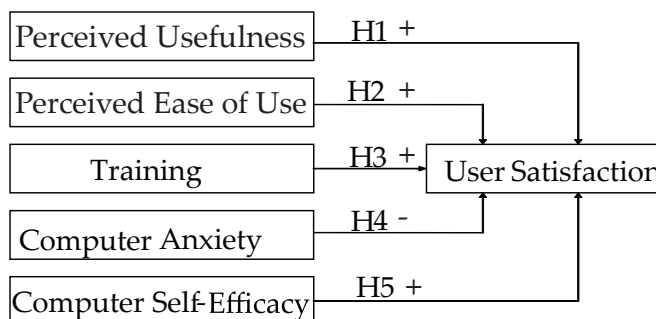 Perceived Usefulness H1 +
Perceived Ease of Use H2 +
Training H3 + User Satisfaction
Computer Anxiety H4 -
Computer Self-Efficacy H5 +